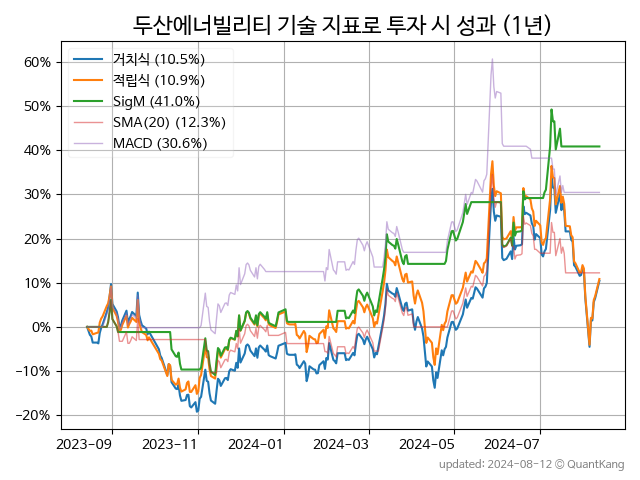 두산에너빌리티 기술 지표로 투자 시 성과 (1년)
거치식 (10.5%)
적립식 (10.9%)
SigM (41.0%)
SMA(20) (12.3%)
MACD (30.6%)
60%
50%
40%
30%
20%
10%
0%
−10%
−20%
2023-09 2023-11 2024-01 2024-03 2024-05 2024-07
updated: 2024-08-12 © QuantKang